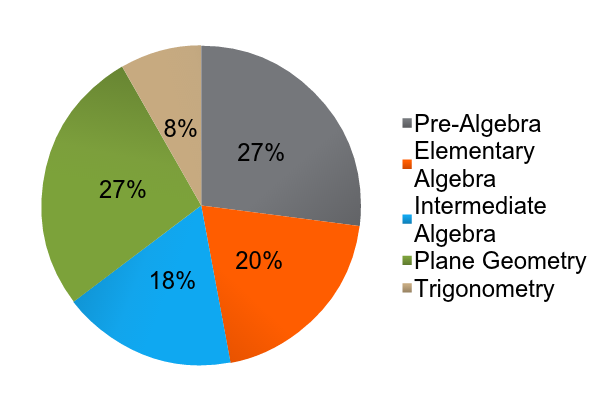 8%
27%
27%
20%
18%
Pre-Algebra
Elementary
Algebra
Intermediate
Algebra
Plane Geometry
Trigonometry